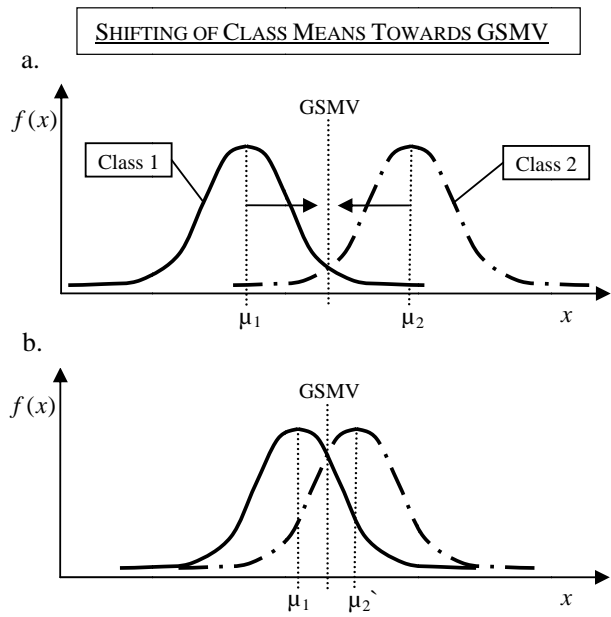 SHIFTING OF CLASS MEANS TOWARDS GSMV
a.
GSMV
f(x)
Class 1
Class 2
μ1
μ2
x
b.
GSMV
f(x)
μ1
μ2`
x